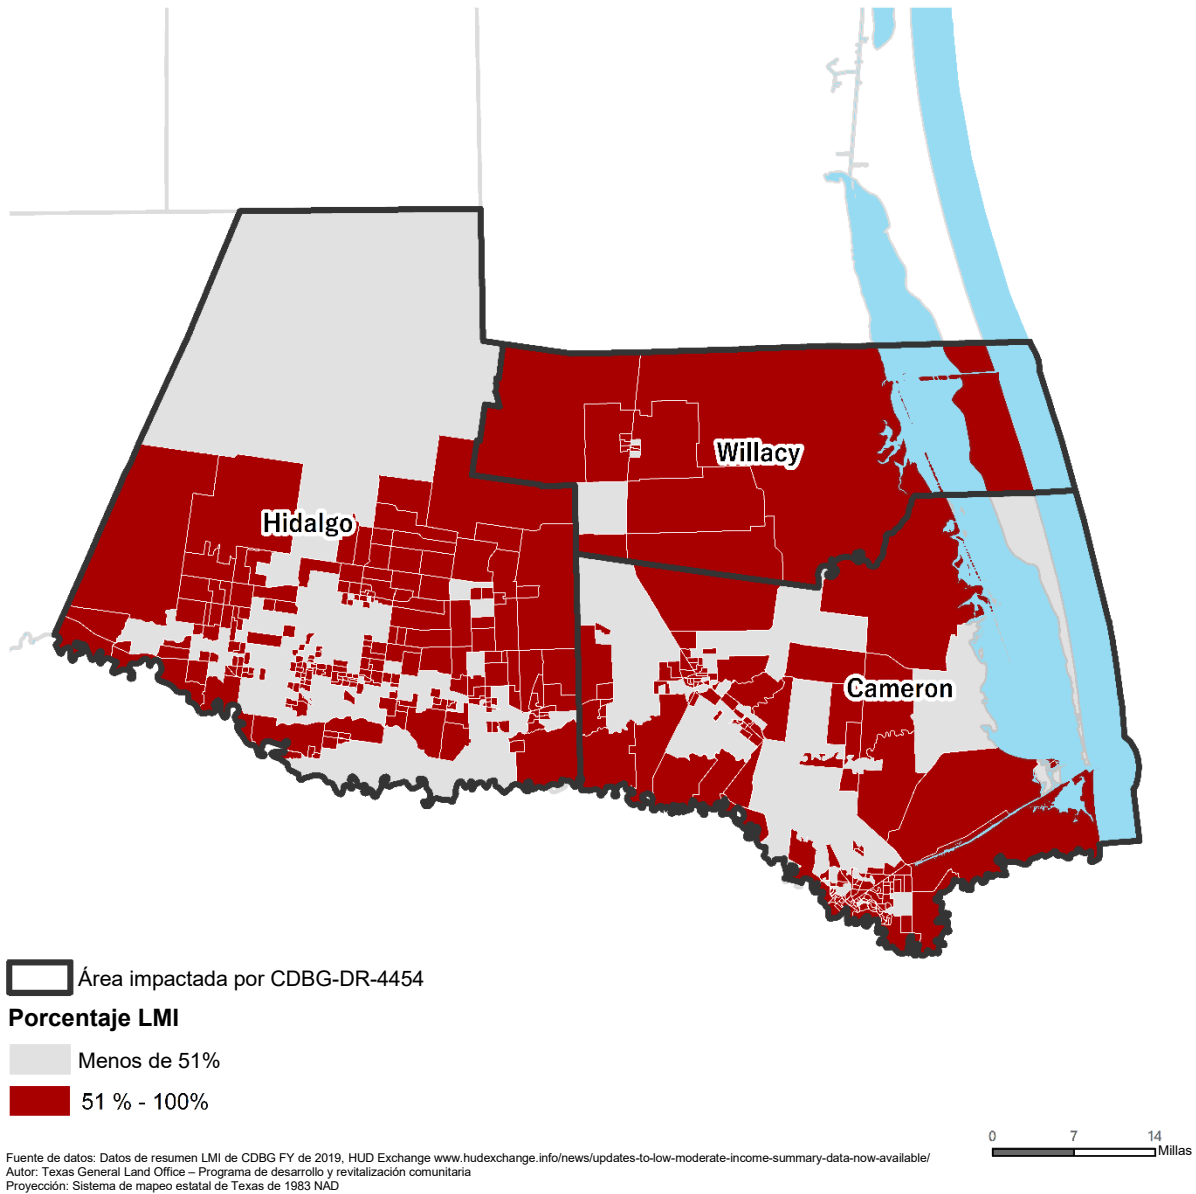 Willacy
Hidalgo
Cameron
Área impactada por CDBG-DR-4454
Porcentaje LMI
Menos de 51%
51 % - 100%
0 7 14
Millas
Fuente de datos: Datos de resumen LMI de CDBG FY de 2019, HUD Exchange www.hudexchange.info/news/updates-to-low-moderate-income-summary-data-now-available/
Autor: Texas General Land Office – Programa de desarrollo y revitalización comunitaria
Proyección: Sistema de mapeo estatal de Texas de 1983 NAD